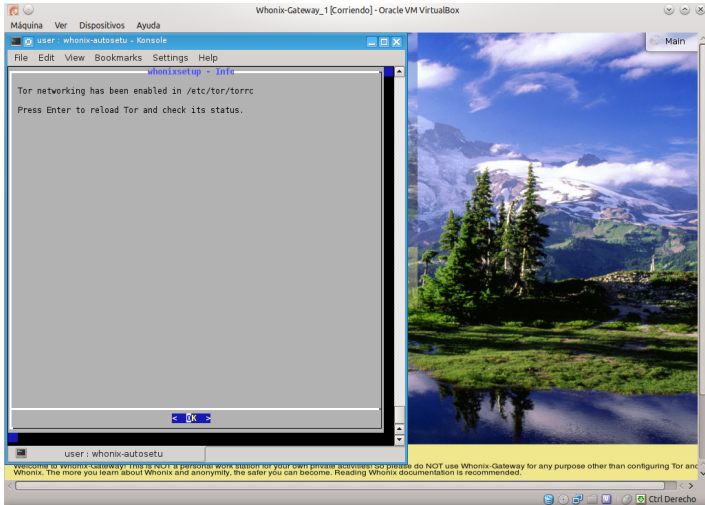 Whonix-Gateway_1 [Corriendo] - Oracle VM VirtualBox
Máquina Ver Dispositivos Ayuda
user : whonix-autosetu - Konsole
Main
File Edit View Bookmarks Settings Help
whonixsetup - Info
Tor networking has been enabled in /etc/tor/torrc
Press Enter to reload Tor and check its status.
< OK >
user : whonix-autosetu
Welcome to Whonix-Gateway! This is NOT a personal work station for your own private activises! So please do NOT use Whonix-Gateway for any purpose other than configuring Tor and
Whonix. The more you learn about Whonix and anonymity, the safer you can become. Reading Whonix documentation is recommended.
Ctrl Derecho